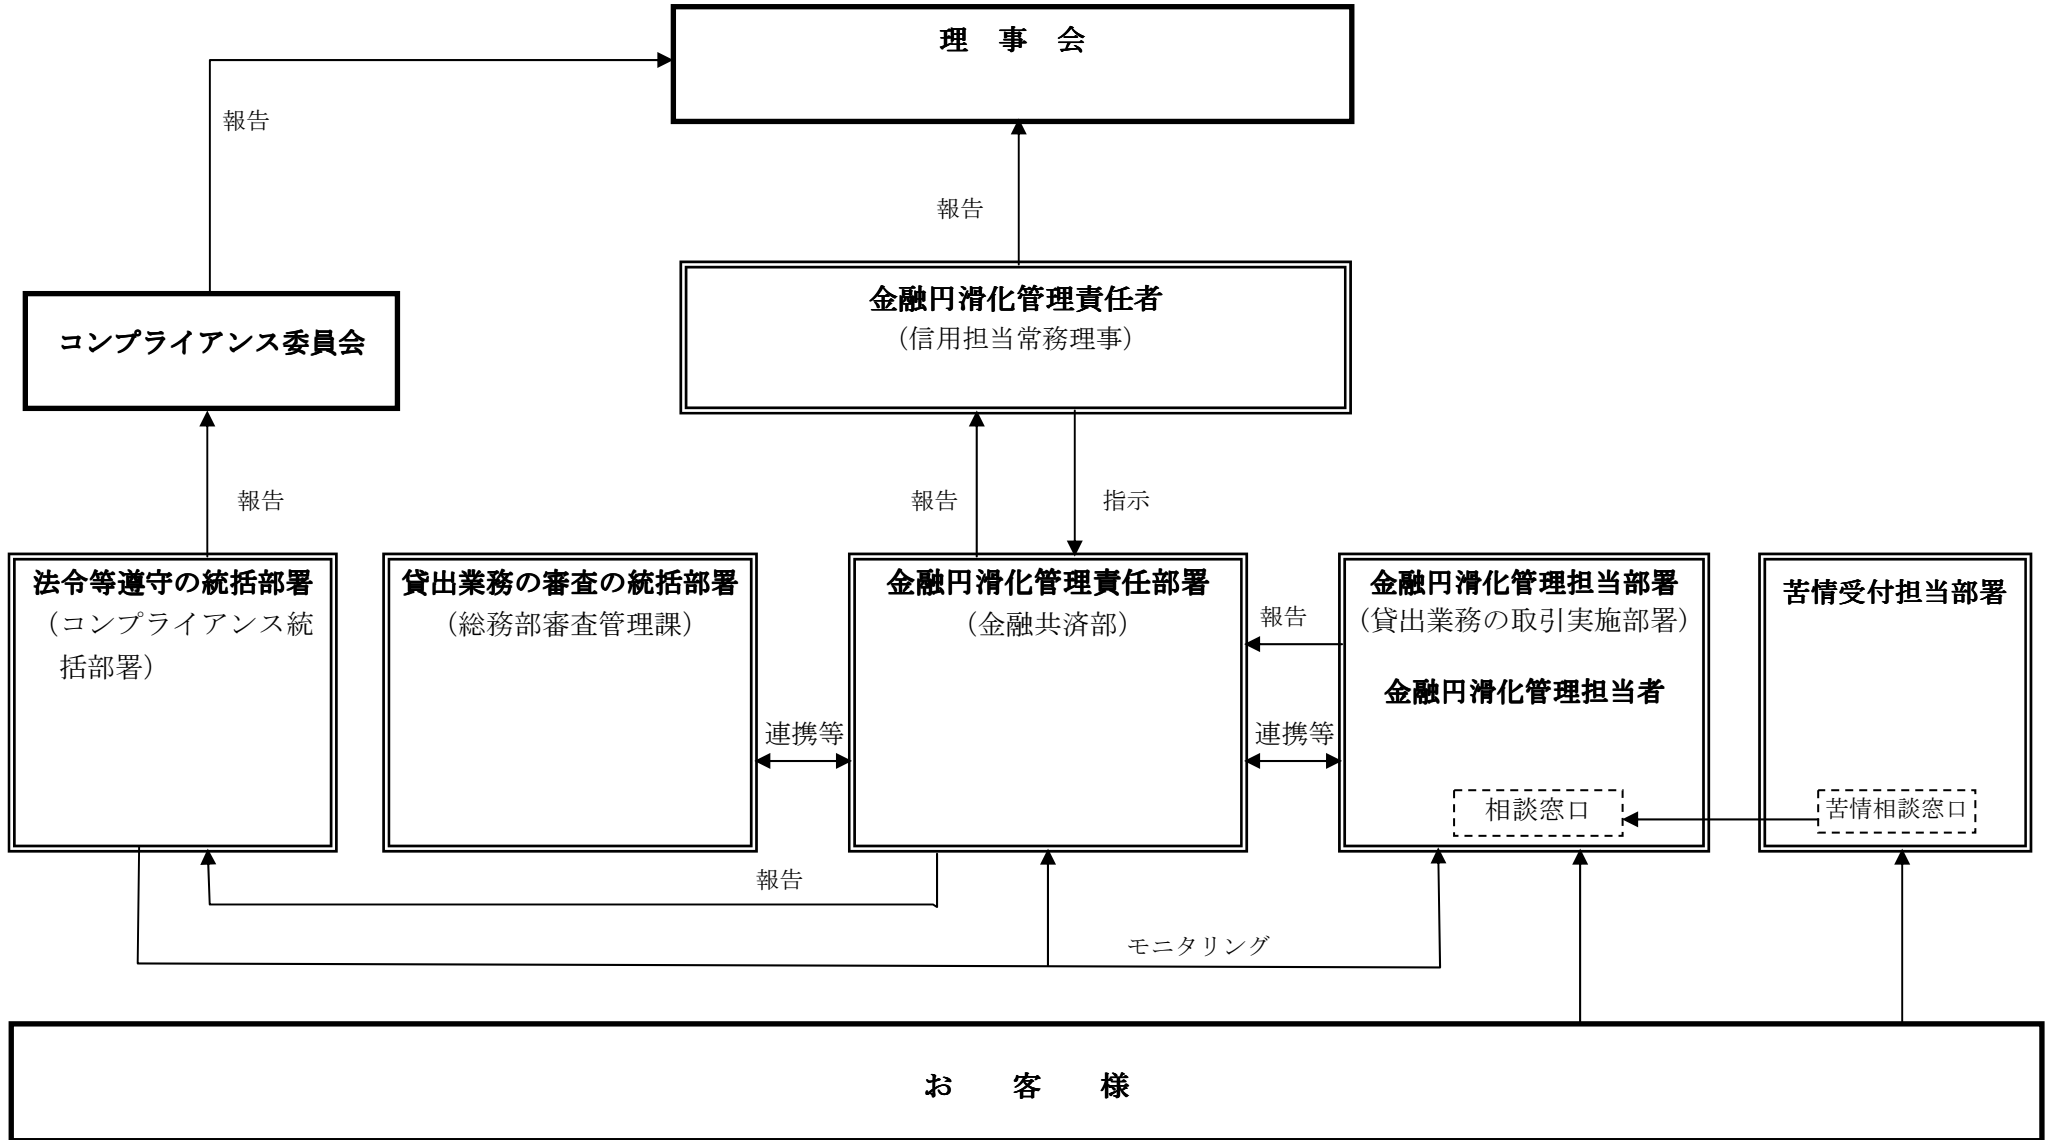 理　事　会
報告
報告
金融円滑化管理責任者
（信用担当常務理事）
コンプライアンス委員会
報告
報告
指示
法令等遵守の統括部署
（コンプライアンス統
括部署）
貸出業務の審査の統括部署
（総務部審査管理課）
連携等
金融円滑化管理責任部署
（金融共済部）
報告
連携等
金融円滑化管理担当部署
（貸出業務の取引実施部署）
金融円滑化管理担当者
相談窓口
苦情受付担当部署
苦情相談窓口
報告
モニタリング
お　客　様